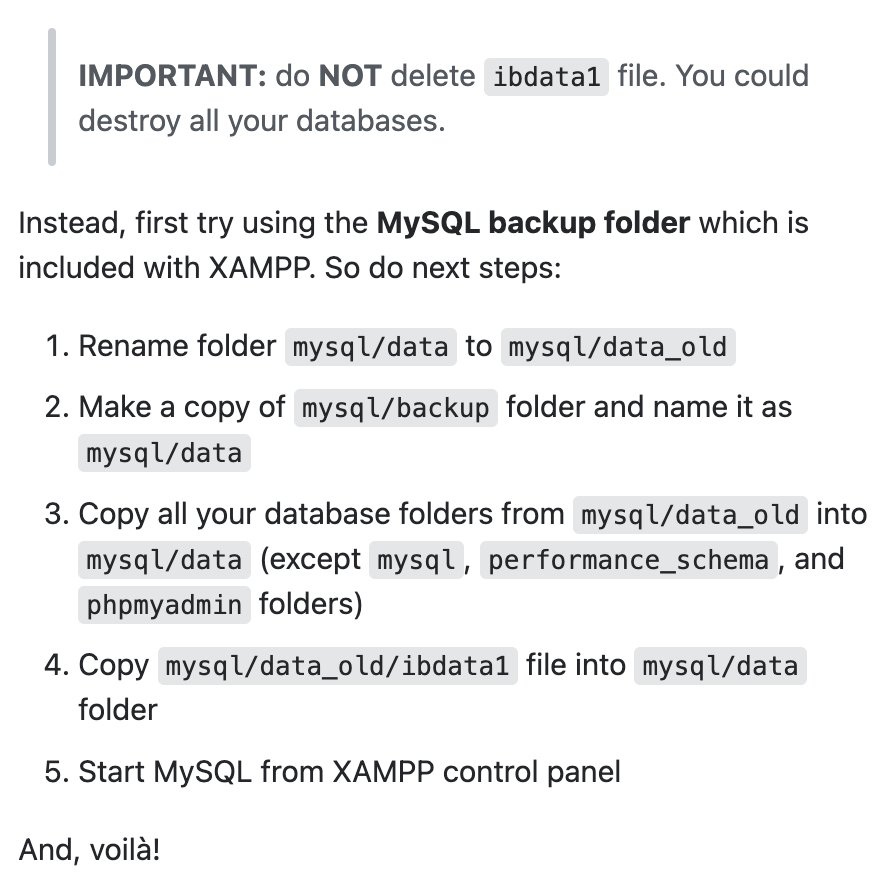 IMPORTANT: do NOT delete ibdata1 file. You could
destroy all your databases.
Instead, first try using the MySQL backup folder which is
included with XAMPP. So do next steps:
1. Rename folder mysql/data to mysql/data_old
2. Make a copy of mysql/backup folder and name it as
mysql/data
3. Copy all your database folders from mysql/data_old into
mysql/data (except mysql, performance_schema, and
phpmyadmin folders)
4. Copy mysql/data_old/ibdata1 file into mysql/data
folder
5. Start MySQL from XAMPP control panel
And, voilà!